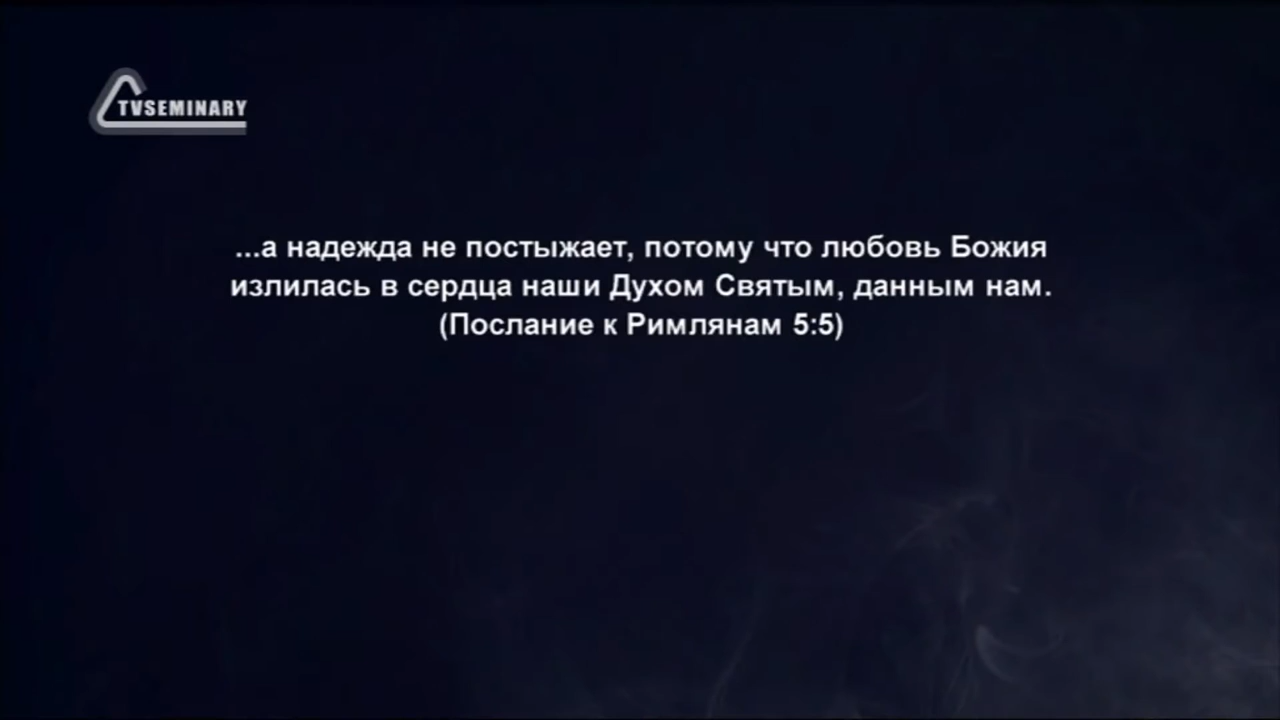 TVSEMINARY
...а надежда не постыжает, потому что любовь Божия
излилась в сердца наши Духом Святым, данным нам.
(Послание к Римлянам 5:5)